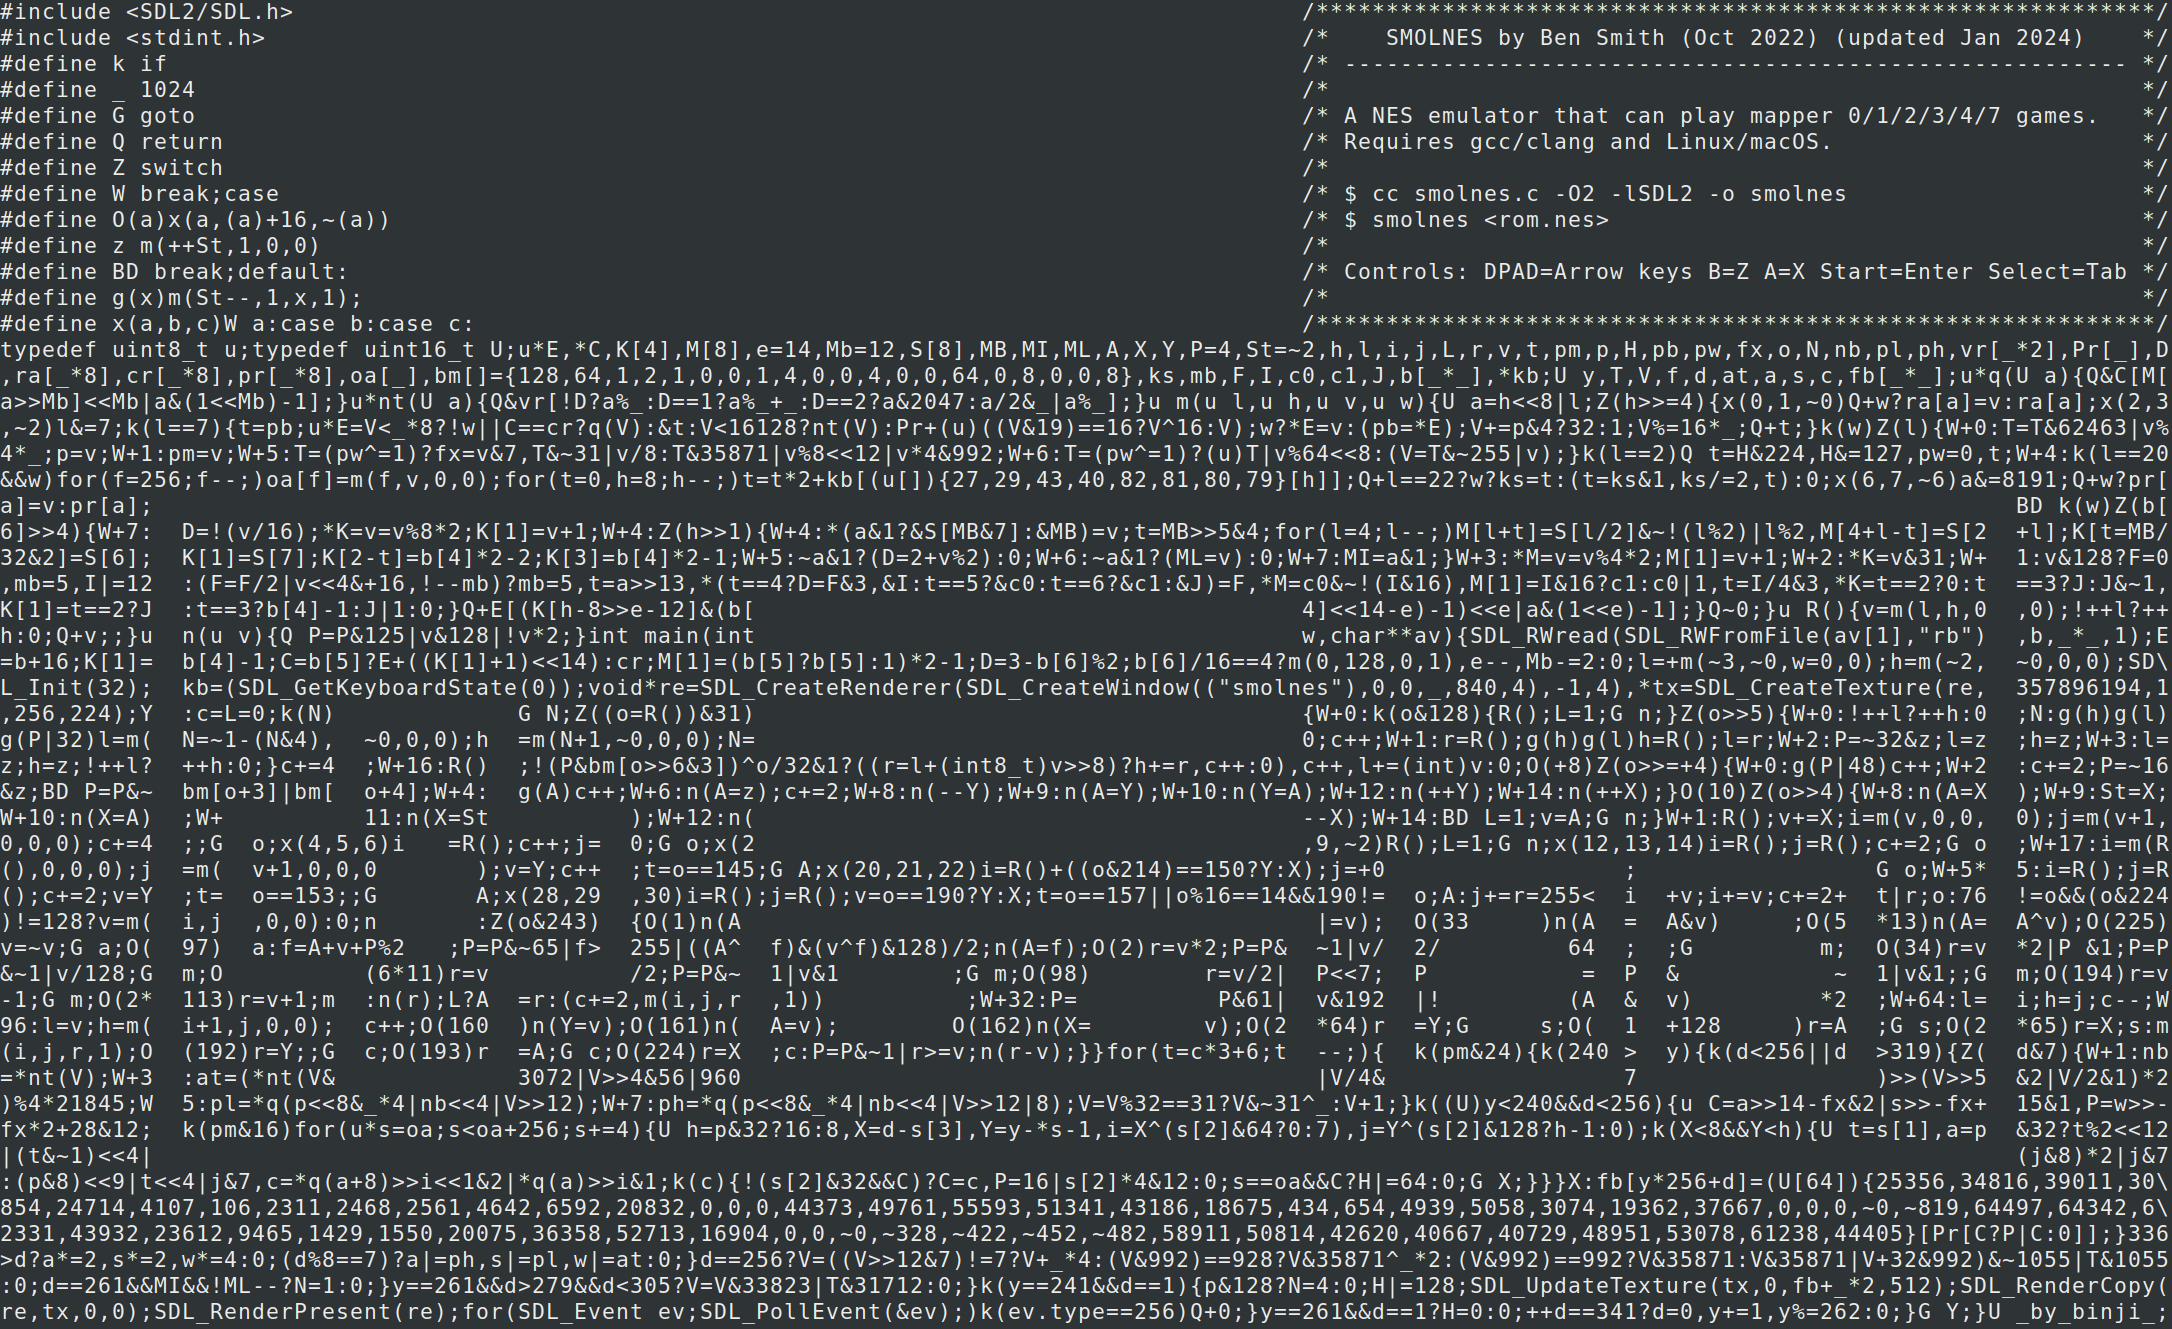 #include <SDL2/SDL.h>                                                                        /************************************************************/
#include <stdint.h>                                                                          /*    SMOLNES by Ben Smith (Oct 2022) (updated Jan 2024)    */
#define k if                                                                                 /* -------------------------------------------------------- */
#define _ 1024                                                                               /*                                                          */
#define G goto                                                                               /* A NES emulator that can play mapper 0/1/2/3/4/7 games.   */
#define Q return                                                                             /* Requires gcc/clang and Linux/macOS.                      */
#define Z switch                                                                             /*                                                          */
#define W break;case                                                                         /* $ cc smolnes.c -O2 -lSDL2 -o smolnes                     */
#define O(a)x(a,(a)+16,~(a))                                                                 /* $ smolnes <rom.nes>                                      */
#define z m(++St,1,0,0)                                                                      /*                                                          */
#define BD break;default:                                                                    /* Controls: DPAD=Arrow keys B=Z A=X Start=Enter Select=Tab */
#define g(x)m(St--,1,x,1);                                                                   /*                                                          */
#define x(a,b,c)W a:case b:case c:                                                           /************************************************************/
typedef uint8_t u;typedef uint16_t U;u*E,*C,K[4],M[8],e=14,Mb=12,S[8],MB,MI,ML,A,X,Y,P=4,St=~2,h,l,i,j,L,r,v,t,pm,p,H,pb,pw,fx,o,N,nb,pl,ph,vr[_*2],Pr[_],D
,ra[_*8],cr[_*8],pr[_*8],oa[_],bm[]={128,64,1,2,1,0,0,1,4,0,0,4,0,0,64,0,8,0,0,8},ks,mb,F,I,c0,c1,J,b[_*_],*kb;U y,T,V,f,d,at,a,s,c,fb[_*_];u*q(U a){Q&C[M[
a>>Mb]<<Mb|a&(1<<Mb)-1];}u*nt(U a){Q&vr[!D?a%_:D==1?a%_+_:D==2?a&2047:a/2&_|a%_];}u m(u l,u h,u v,u w){U a=h<<8|l;Z(h>>=4){x(0,1,~0)Q+w?ra[a]=v:ra[a];x(2,3
,~2)l&=7;k(l==7){t=pb;u*E=V<_*8?!w||C==cr?q(V):&t:V<16128?nt(V):Pr+(u)((V&19)==16?V^16:V);w?*E=v:(pb=*E);V+=p&4?32:1;V%=16*_;Q+t;}k(w)Z(l){W+0:T=T&62463|v%
4*_;p=v;W+1:pm=v;W+5:T=(pw^=1)?fx=v&7,T&~31|v/8:T&35871|v%8<<12|v*4&992;W+6:T=(pw^=1)?(u)T|v%64<<8:(V=T&~255|v);}k(l==2)Q t=H&224,H&=127,pw=0,t;W+4:k(l==20
&&w)for(f=256;f--;)oa[f]=m(f,v,0,0);for(t=0,h=8;h--;)t=t*2+kb[(u[]){27,29,43,40,82,81,80,79}[h]];Q+l==22?w?ks=t:(t=ks&1,ks/=2,t):0;x(6,7,~6)a&=8191;Q+w?pr[
a]=v:pr[a];                                                                                                                                     BD k(w)Z(b[
6]>>4){W+7:  D=!(v/16);*K=v=v%8*2;K[1]=v+1;W+4:Z(h>>1){W+4:*(a&1?&S[MB&7]:&MB)=v;t=MB>>5&4;for(l=4;l--;)M[l+t]=S[l/2]&~!(l%2)|l%2,M[4+l-t]=S[2  +l];K[t=MB/
32&2]=S[6];  K[1]=S[7];K[2-t]=b[4]*2-2;K[3]=b[4]*2-1;W+5:~a&1?(D=2+v%2):0;W+6:~a&1?(ML=v):0;W+7:MI=a&1;}W+3:*M=v=v%4*2;M[1]=v+1;W+2:*K=v&31;W+  1:v&128?F=0
,mb=5,I|=12  :(F=F/2|v<<4&+16,!--mb)?mb=5,t=a>>13,*(t==4?D=F&3,&I:t==5?&c0:t==6?&c1:&J)=F,*M=c0&~!(I&16),M[1]=I&16?c1:c0|1,t=I/4&3,*K=t==2?0:t  ==3?J:J&~1,
K[1]=t==2?J  :t==3?b[4]-1:J|1:0;}Q+E[(K[h-8>>e-12]&(b[                                       4]<<14-e)-1)<<e|a&(1<<e)-1];}Q~0;}u R(){v=m(l,h,0  ,0);!++l?++
h:0;Q+v;;}u  n(u v){Q P=P&125|v&128|!v*2;}int main(int                                       w,char**av){SDL_RWread(SDL_RWFromFile(av[1],"rb")  ,b,_*_,1);E
=b+16;K[1]=  b[4]-1;C=b[5]?E+((K[1]+1)<<14):cr;M[1]=(b[5]?b[5]:1)*2-1;D=3-b[6]%2;b[6]/16==4?m(0,128,0,1),e--,Mb-=2:0;l=+m(~3,~0,w=0,0);h=m(~2,  ~0,0,0);SD\
L_Init(32);  kb=(SDL_GetKeyboardState(0));void*re=SDL_CreateRenderer(SDL_CreateWindow(("smolnes"),0,0,_,840,4),-1,4),*tx=SDL_CreateTexture(re,  357896194,1
,256,224);Y  :c=L=0;k(N)             G N;Z((o=R())&31)                                       {W+0:k(o&128){R();L=1;G n;}Z(o>>5){W+0:!++l?++h:0  ;N:g(h)g(l)
g(P|32)l=m(  N=~1-(N&4),  ~0,0,0);h  =m(N+1,~0,0,0);N=                                       0;c++;W+1:r=R();g(h)g(l)h=R();l=r;W+2:P=~32&z;l=z  ;h=z;W+3:l=
z;h=z;!++l?  ++h:0;}c+=4  ;W+16:R()  ;!(P&bm[o>>6&3])^o/32&1?((r=l+(int8_t)v>>8)?h+=r,c++:0),c++,l+=(int)v:0;O(+8)Z(o>>=+4){W+0:g(P|48)c++;W+2  :c+=2;P=~16
&z;BD P=P&~  bm[o+3]|bm[  o+4];W+4:  g(A)c++;W+6:n(A=z);c+=2;W+8:n(--Y);W+9:n(A=Y);W+10:n(Y=A);W+12:n(++Y);W+14:n(++X);}O(10)Z(o>>4){W+8:n(A=X  );W+9:St=X;
W+10:n(X=A)  ;W+          11:n(X=St          );W+12:n(                                       --X);W+14:BD L=1;v=A;G n;}W+1:R();v+=X;i=m(v,0,0,  0);j=m(v+1,
0,0,0);c+=4  ;;G  o;x(4,5,6)i   =R();c++;j=  0;G o;x(2                                       ,9,~2)R();L=1;G n;x(12,13,14)i=R();j=R();c+=2;G o  ;W+17:i=m(R
(),0,0,0);j  =m(  v+1,0,0,0       );v=Y;c++  ;t=o==145;G A;x(20,21,22)i=R()+((o&214)==150?Y:X);j=+0                 ;                 G o;W+5*  5:i=R();j=R
();c+=2;v=Y  ;t=  o==153;;G       A;x(28,29  ,30)i=R();j=R();v=o==190?Y:X;t=o==157||o%16==14&&190!=  o;A:j+=r=255<  i  +v;i+=v;c+=2+  t|r;o:76  !=o&&(o&224
)!=128?v=m(  i,j  ,0,0):0;n       :Z(o&243)  {O(1)n(A                                         |=v);  O(33     )n(A  =  A&v)     ;O(5  *13)n(A=  A^v);O(225)
v=~v;G a;O(  97)  a:f=A+v+P%2   ;P=P&~65|f>  255|((A^  f)&(v^f)&128)/2;n(A=f);O(2)r=v*2;P=P&  ~1|v/  2/         64  ;  ;G         m;  O(34)r=v  *2|P &1;P=P
&~1|v/128;G  m;O          (6*11)r=v          /2;P=P&~  1|v&1        ;G m;O(98)        r=v/2|  P<<7;  P           =  P  &           ~  1|v&1;;G  m;O(194)r=v
-1;G m;O(2*  113)r=v+1;m  :n(r);L?A  =r:(c+=2,m(i,j,r  ,1))          ;W+32:P=          P&61|  v&192  |!         (A  &  v)         *2  ;W+64:l=  i;h=j;c--;W
96:l=v;h=m(  i+1,j,0,0);  c++;O(160  )n(Y=v);O(161)n(  A=v);        O(162)n(X=        v);O(2  *64)r  =Y;G     s;O(  1  +128     )r=A  ;G s;O(2  *65)r=X;s:m
(i,j,r,1);O  (192)r=Y;;G  c;O(193)r  =A;G c;O(224)r=X  ;c:P=P&~1|r>=v;n(r-v);}}for(t=c*3+6;t  --;){  k(pm&24){k(240 >  y){k(d<256||d  >319){Z(  d&7){W+1:nb
=*nt(V);W+3  :at=(*nt(V&             3072|V>>4&56|960                                         |V/4&                 7                 )>>(V>>5  &2|V/2&1)*2
)%4*21845;W  5:pl=*q(p<<8&_*4|nb<<4|V>>12);W+7:ph=*q(p<<8&_*4|nb<<4|V>>12|8);V=V%32==31?V&~31^_:V+1;}k((U)y<240&&d<256){u C=a>>14-fx&2|s>>-fx+  15&1,P=w>>-
fx*2+28&12;  k(pm&16)for(u*s=oa;s<oa+256;s+=4){U h=p&32?16:8,X=d-s[3],Y=y-*s-1,i=X^(s[2]&64?0:7),j=Y^(s[2]&128?h-1:0);k(X<8&&Y<h){U t=s[1],a=p  &32?t%2<<12
|(t&~1)<<4|                                                                                                                                     (j&8)*2|j&7
:(p&8)<<9|t<<4|j&7,c=*q(a+8)>>i<<1&2|*q(a)>>i&1;k(c){!(s[2]&32&&C)?C=c,P=16|s[2]*4&12:0;s==oa&&C?H|=64:0;G X;}}}X:fb[y*256+d]=(U[64]){25356,34816,39011,30\
854,24714,4107,106,2311,2468,2561,4642,6592,20832,0,0,0,44373,49761,55593,51341,43186,18675,434,654,4939,5058,3074,19362,37667,0,0,0,~0,~819,64497,64342,6\
2331,43932,23612,9465,1429,1550,20075,36358,52713,16904,0,0,~0,~328,~422,~452,~482,58911,50814,42620,40667,40729,48951,53078,61238,44405}[Pr[C?P|C:0]];}336
>d?a*=2,s*=2,w*=4:0;(d%8==7)?a|=ph,s|=pl,w|=at:0;}d==256?V=((V>>12&7)!=7?V+_*4:(V&992)==928?V&35871^_*2:(V&992)==992?V&35871:V&35871|V+32&992)&~1055|T&1055
:0;d==261&&MI&&!ML--?N=1:0;}y==261&&d>279&&d<305?V=V&33823|T&31712:0;}k(y==241&&d==1){p&128?N=4:0;H|=128;SDL_UpdateTexture(tx,0,fb+_*2,512);SDL_RenderCopy(
re,tx,0,0);SDL_RenderPresent(re);for(SDL_Event ev;SDL_PollEvent(&ev);)k(ev.type==256)Q+0;}y==261&&d==1?H=0:0;++d==341?d=0,y+=1,y%=262:0;}G Y;}U _by_binji_;